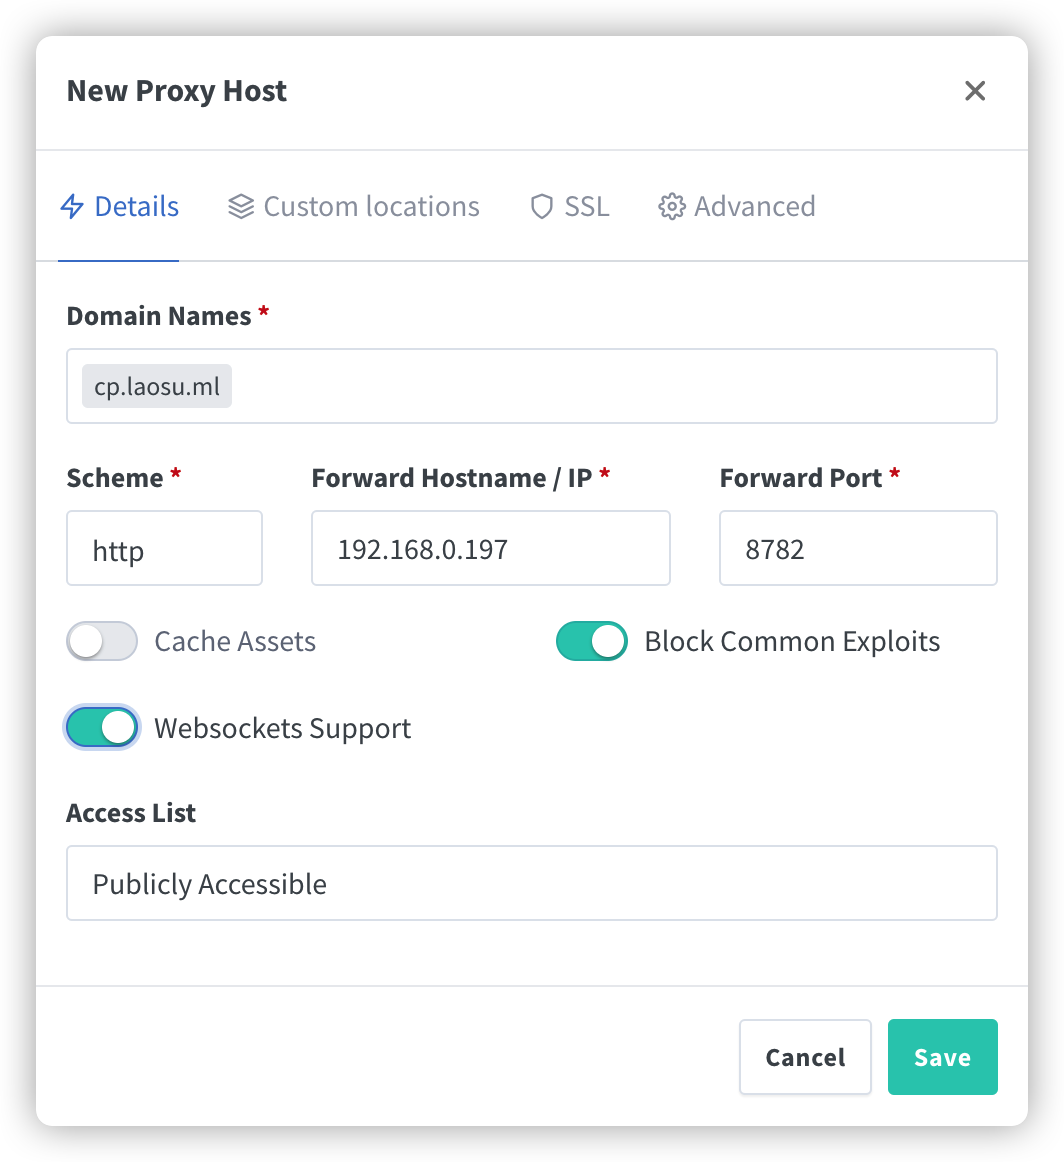 New Proxy Host
Details Custom locations SSL Advanced
Domain Names *
cp.laosu.ml
Scheme * Forward Hostname / IP * Forward Port *
http 192.168.0.197 8782
Cache Assets Block Common Exploits
Websockets Support
Access List
Publicly Accessible
Cancel Save